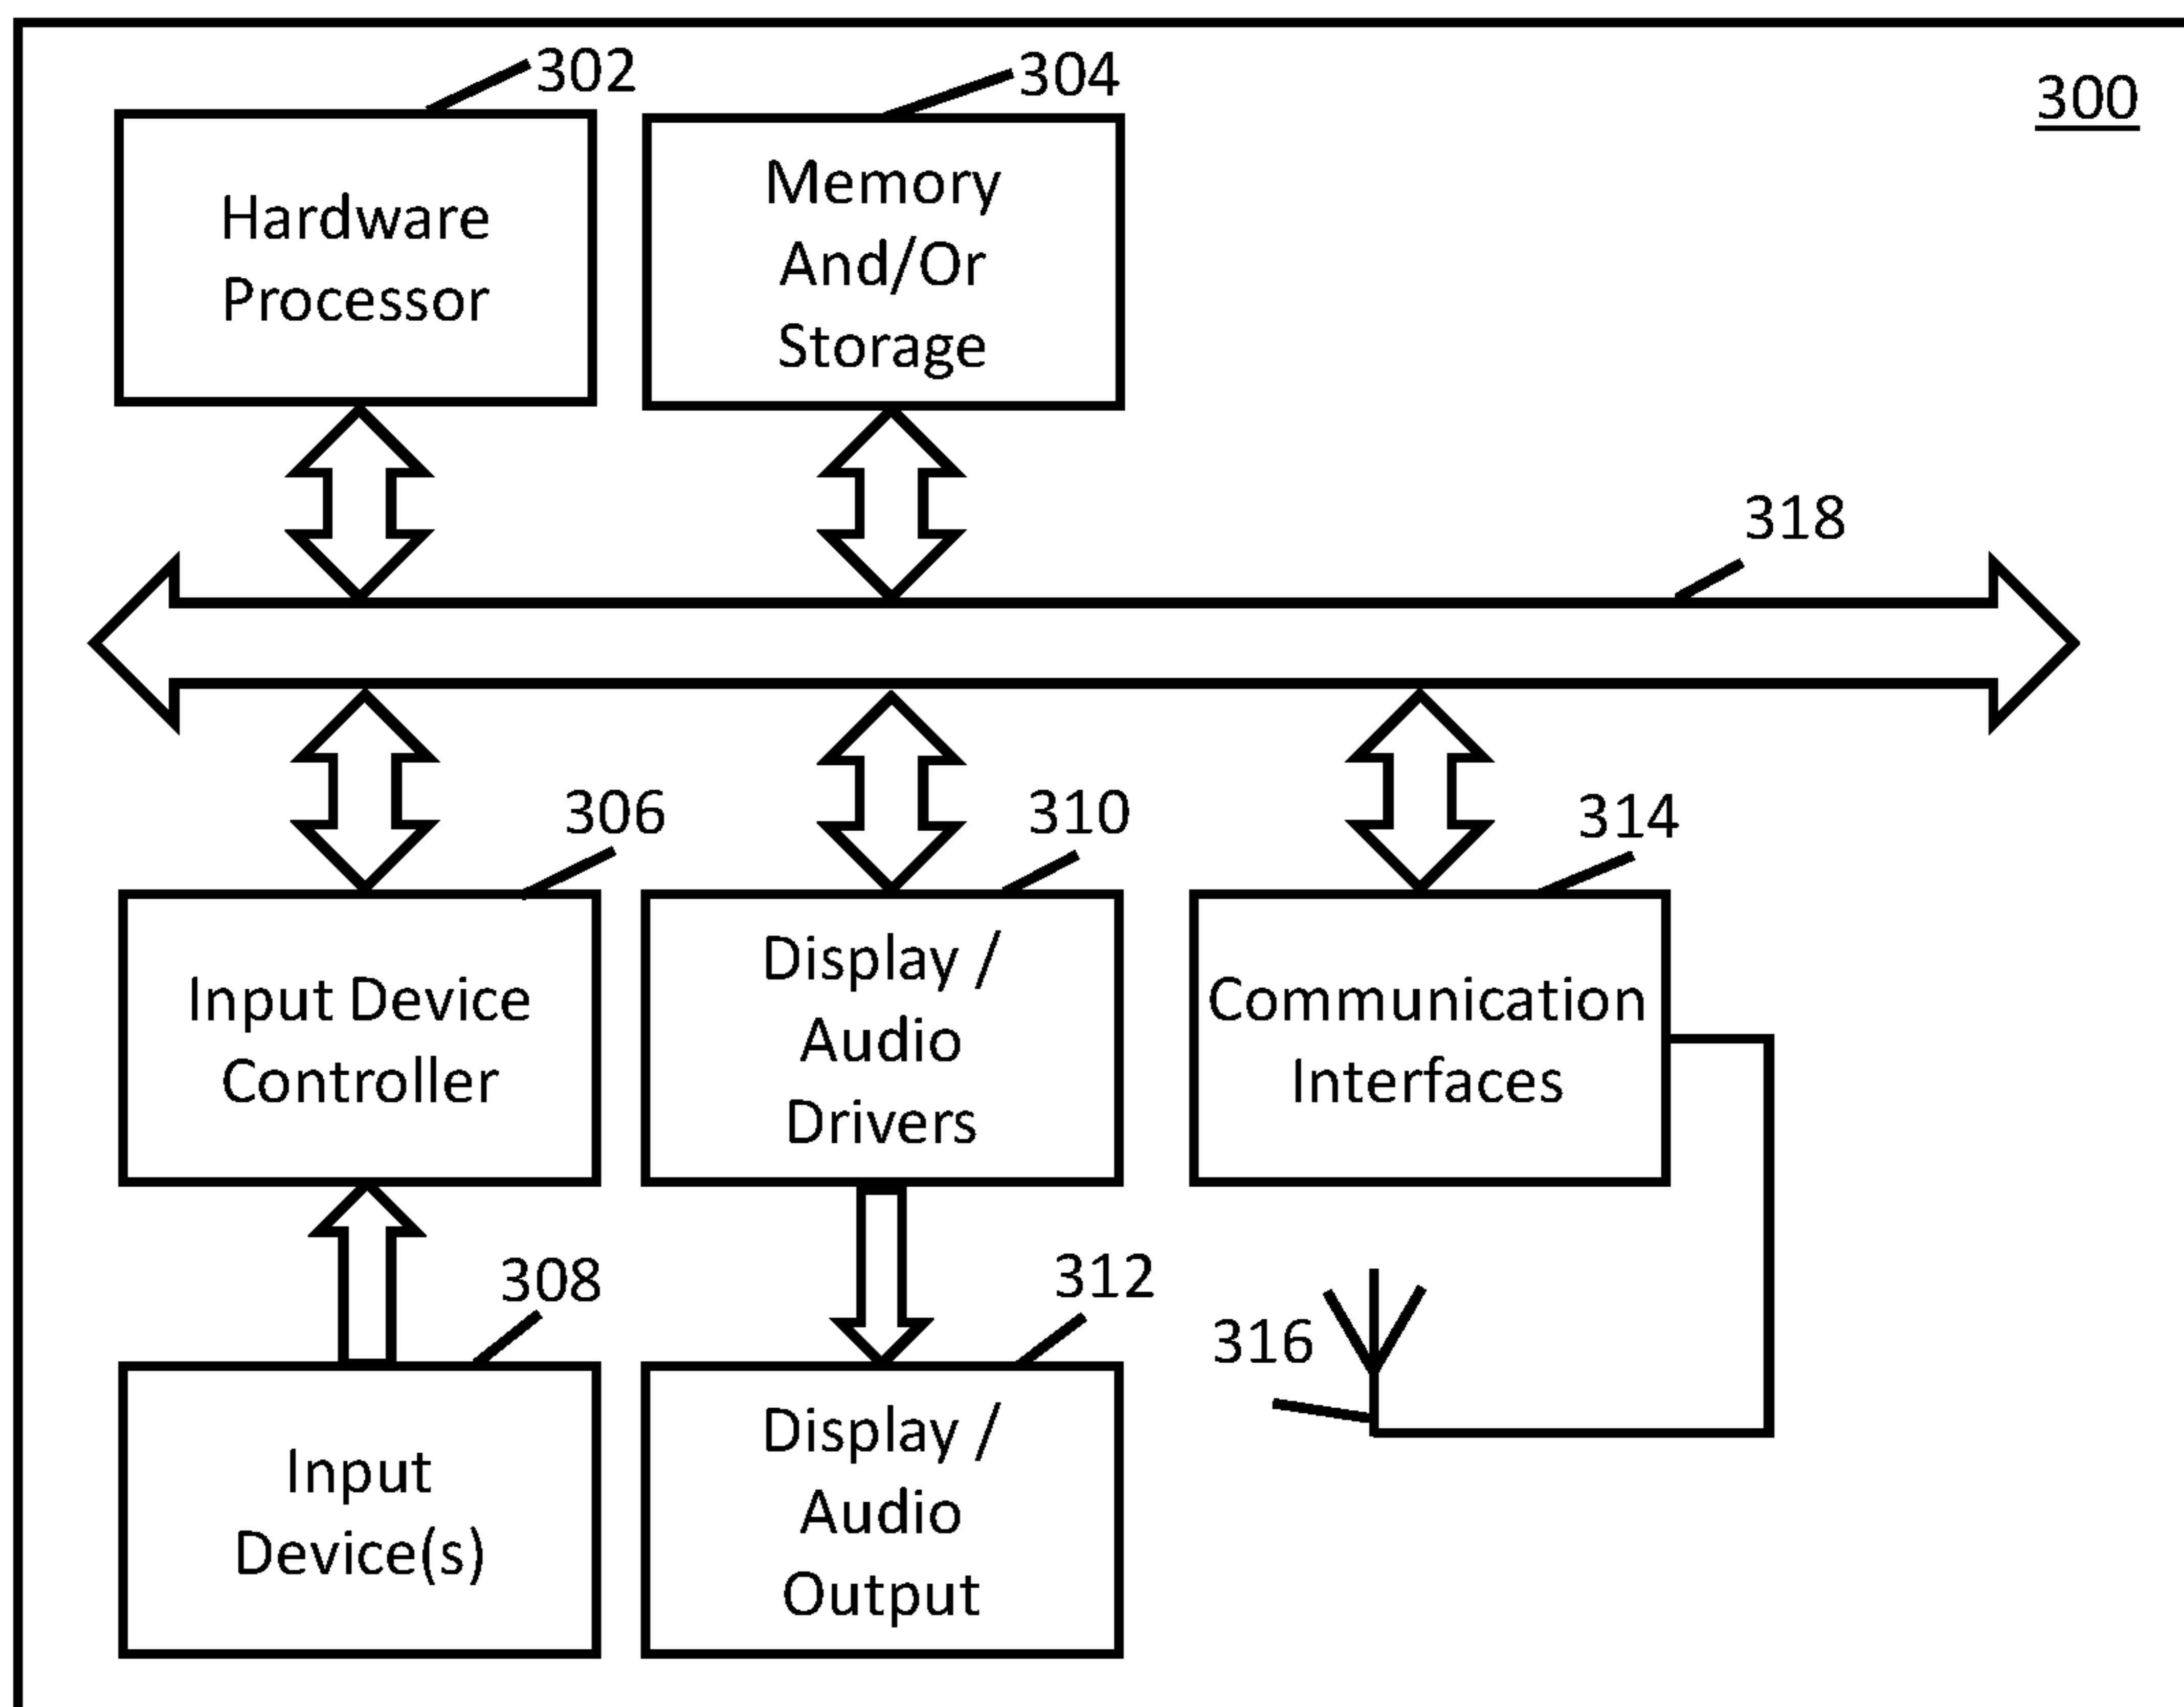 302
304
300
Hardware
Processor
Memory
And/Or
Storage
318
306
310
314
Input Device
Controller
Display /
Audio
Drivers
Communication
Interfaces
308
312
316
Input
Device(s)
Display /
Audio
Output